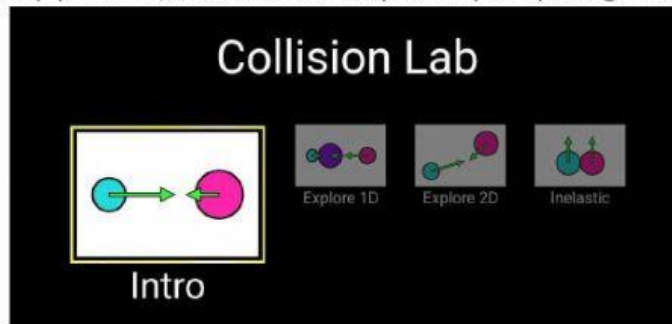 Collision Lab
Explore 1D
Explore 2D
Inelastic
Intro